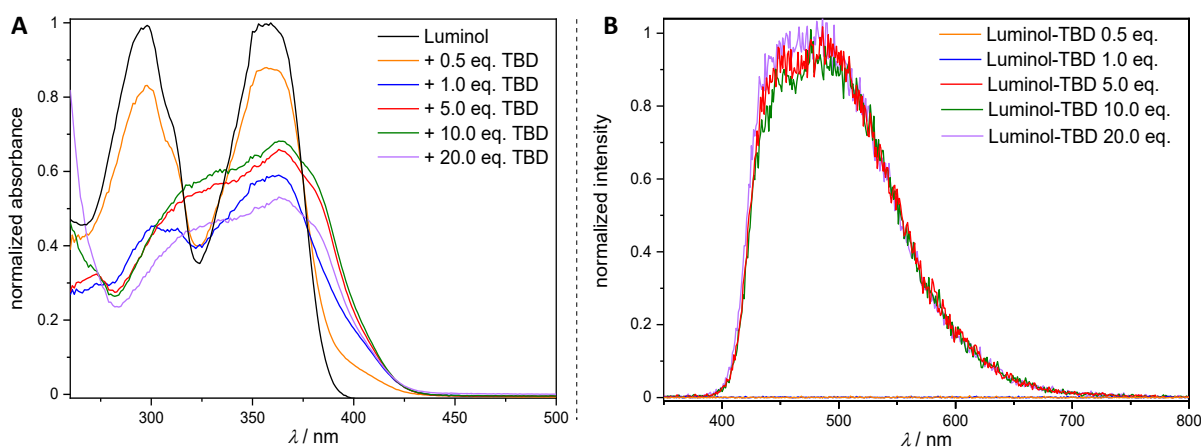 A
normalized absorbance
1
0.8
0.6
0.4
0.2
0
300
350
400
450
500
λ / nm
Luminol
+ 0.5 eq. TBD
+ 1.0 eq. TBD
+ 5.0 eq. TBD
+ 10.0 eq. TBD
+ 20.0 eq. TBD
B
normalized intensity
1
0.8
0.6
0.4
0.2
0
400
500
600
700
800
λ / nm
Luminol-TBD 0.5 eq.
Luminol-TBD 1.0 eq.
Luminol-TBD 5.0 eq.
Luminol-TBD 10.0 eq.
Luminol-TBD 20.0 eq.